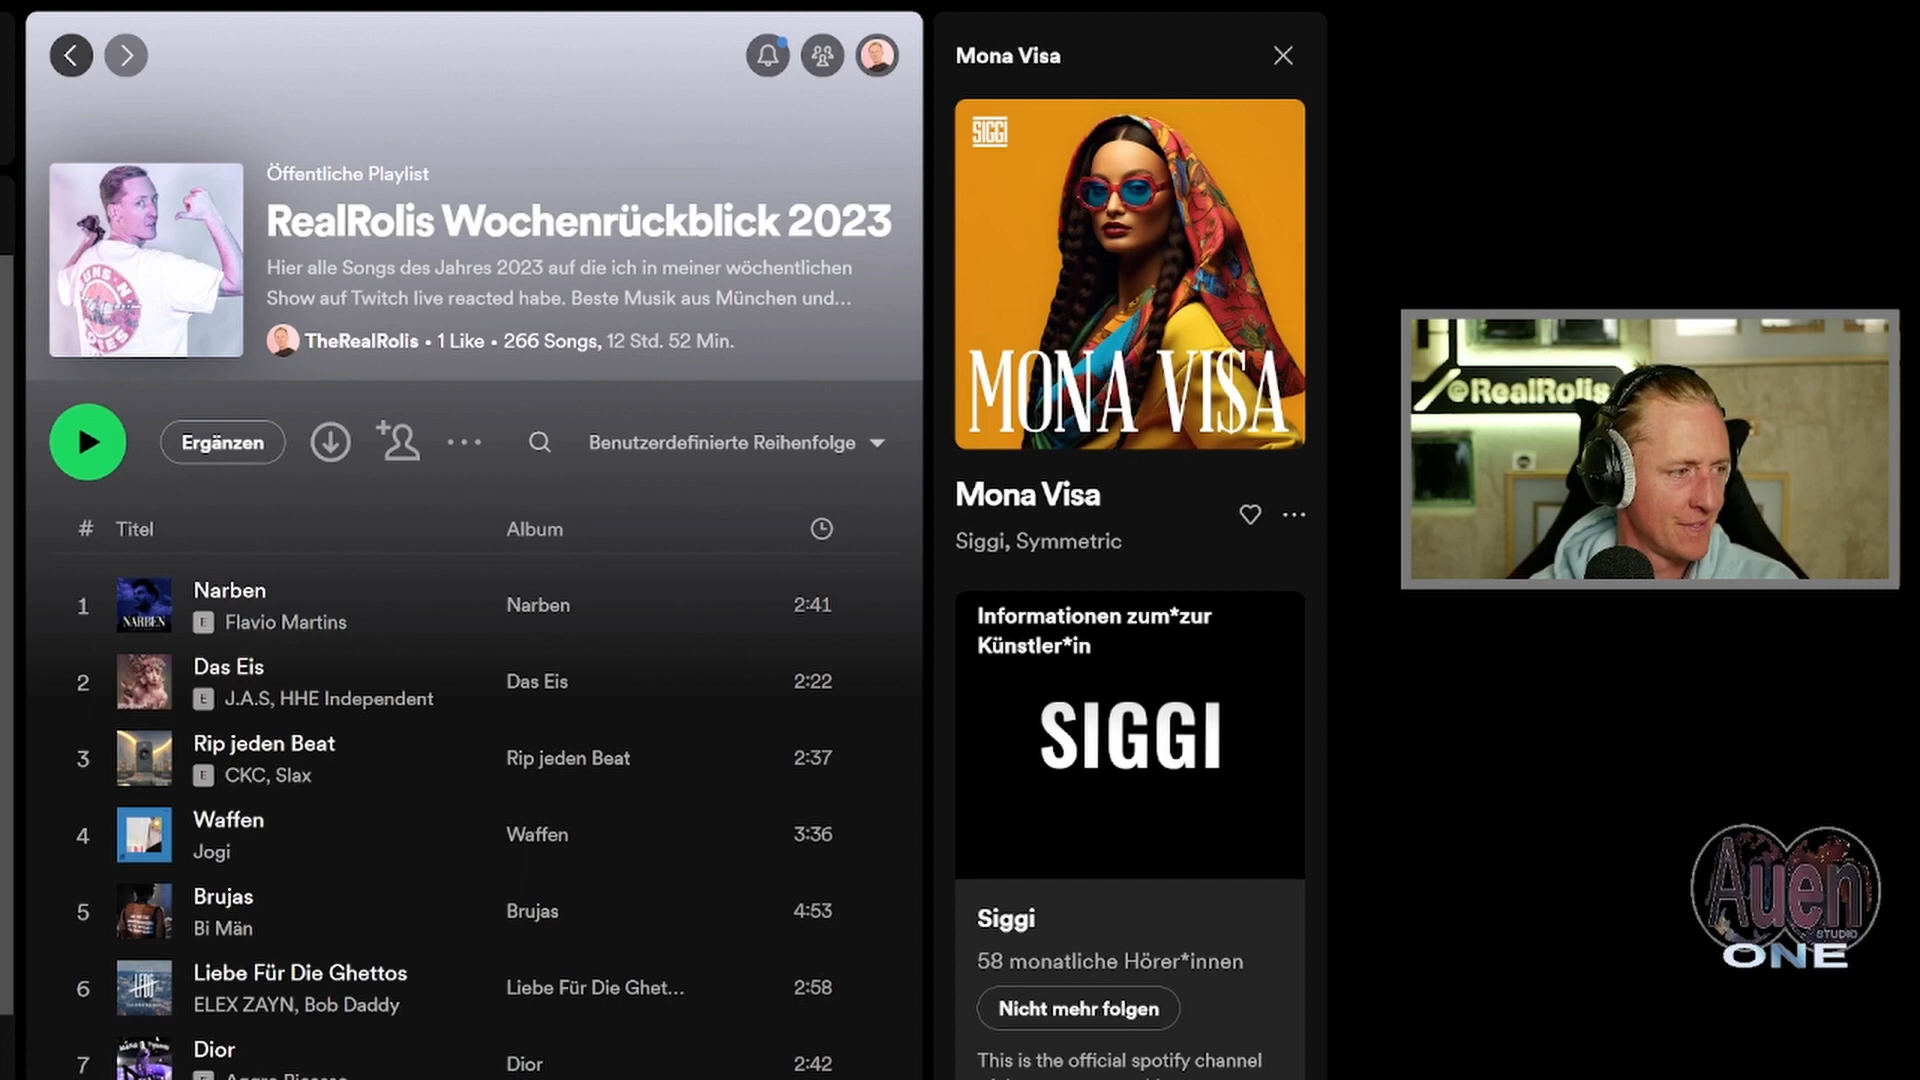 Öffentliche Playlist
RealRolis Wochenrückblick 2023
Hier alle Songs des Jahres 2023 auf die ich in meiner wöchentlichen
Show auf Twitch live reacted habe. Beste Musik aus München und...
TheRealRolis • 1 Like • 266 Songs, 12 Std. 52 Min.
Ergänzen
Benutzerdefinierte Reihenfolge
# Titel Album
1 Narben Narben 2:41
E Flavio Martins
NARBEN
2 Das Eis Das Eis 2:22
E J.A.S, HHE Independent
3 Rip jeden Beat Rip jeden Beat 2:37
E CKC, Slax
4 Waffen Waffen 3:36
Jogi
5 Brujas Brujas 4:53
Bi Män
6 Liebe Für Die Ghettos Liebe Für Die Ghet... 2:58
ELEX ZAYN, Bob Daddy
7 Dior Dior 2:42
Mona Visa
SIGGI
MONA VI$A
Mona Visa
Siggi, Symmetric
Informationen zum*zur
Künstler*in
SIGGI
Siggi
58 monatliche Hörer*innen
Nicht mehr folgen
This is the official spotify channel
@RealRolis
Auen
STUDIO
ONE